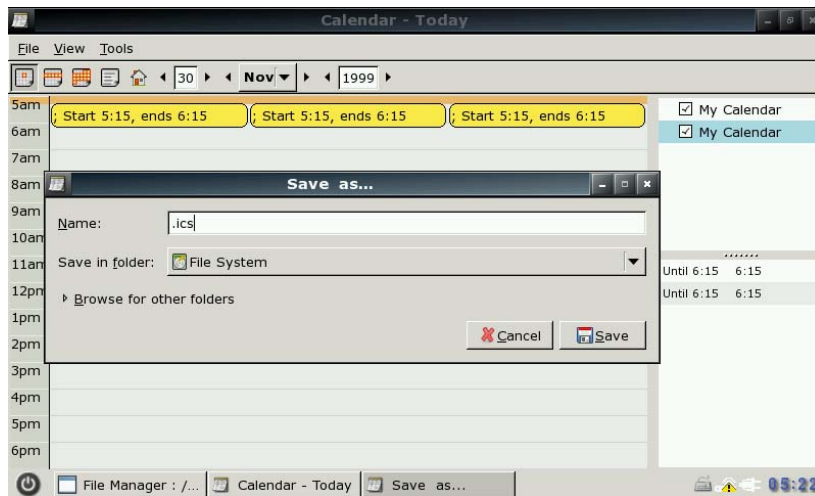 Calendar - Today
File View Tools
30 Nov 1999
5am
; Start 5:15, ends 6:15 ; Start 5:15, ends 6:15 ; Start 5:15, ends 6:15
My Calendar
6am
My Calendar
7am
8am
Save as...
9am
Name: .ics
10am
11am
Save in folder: File System
Until 6:15 6:15
12pm
Browse for other folders
Until 6:15 6:15
1pm
2pm
Cancel Save
3pm
4pm
5pm
6pm
File Manager : /... Calendar - Today Save as... 05:22